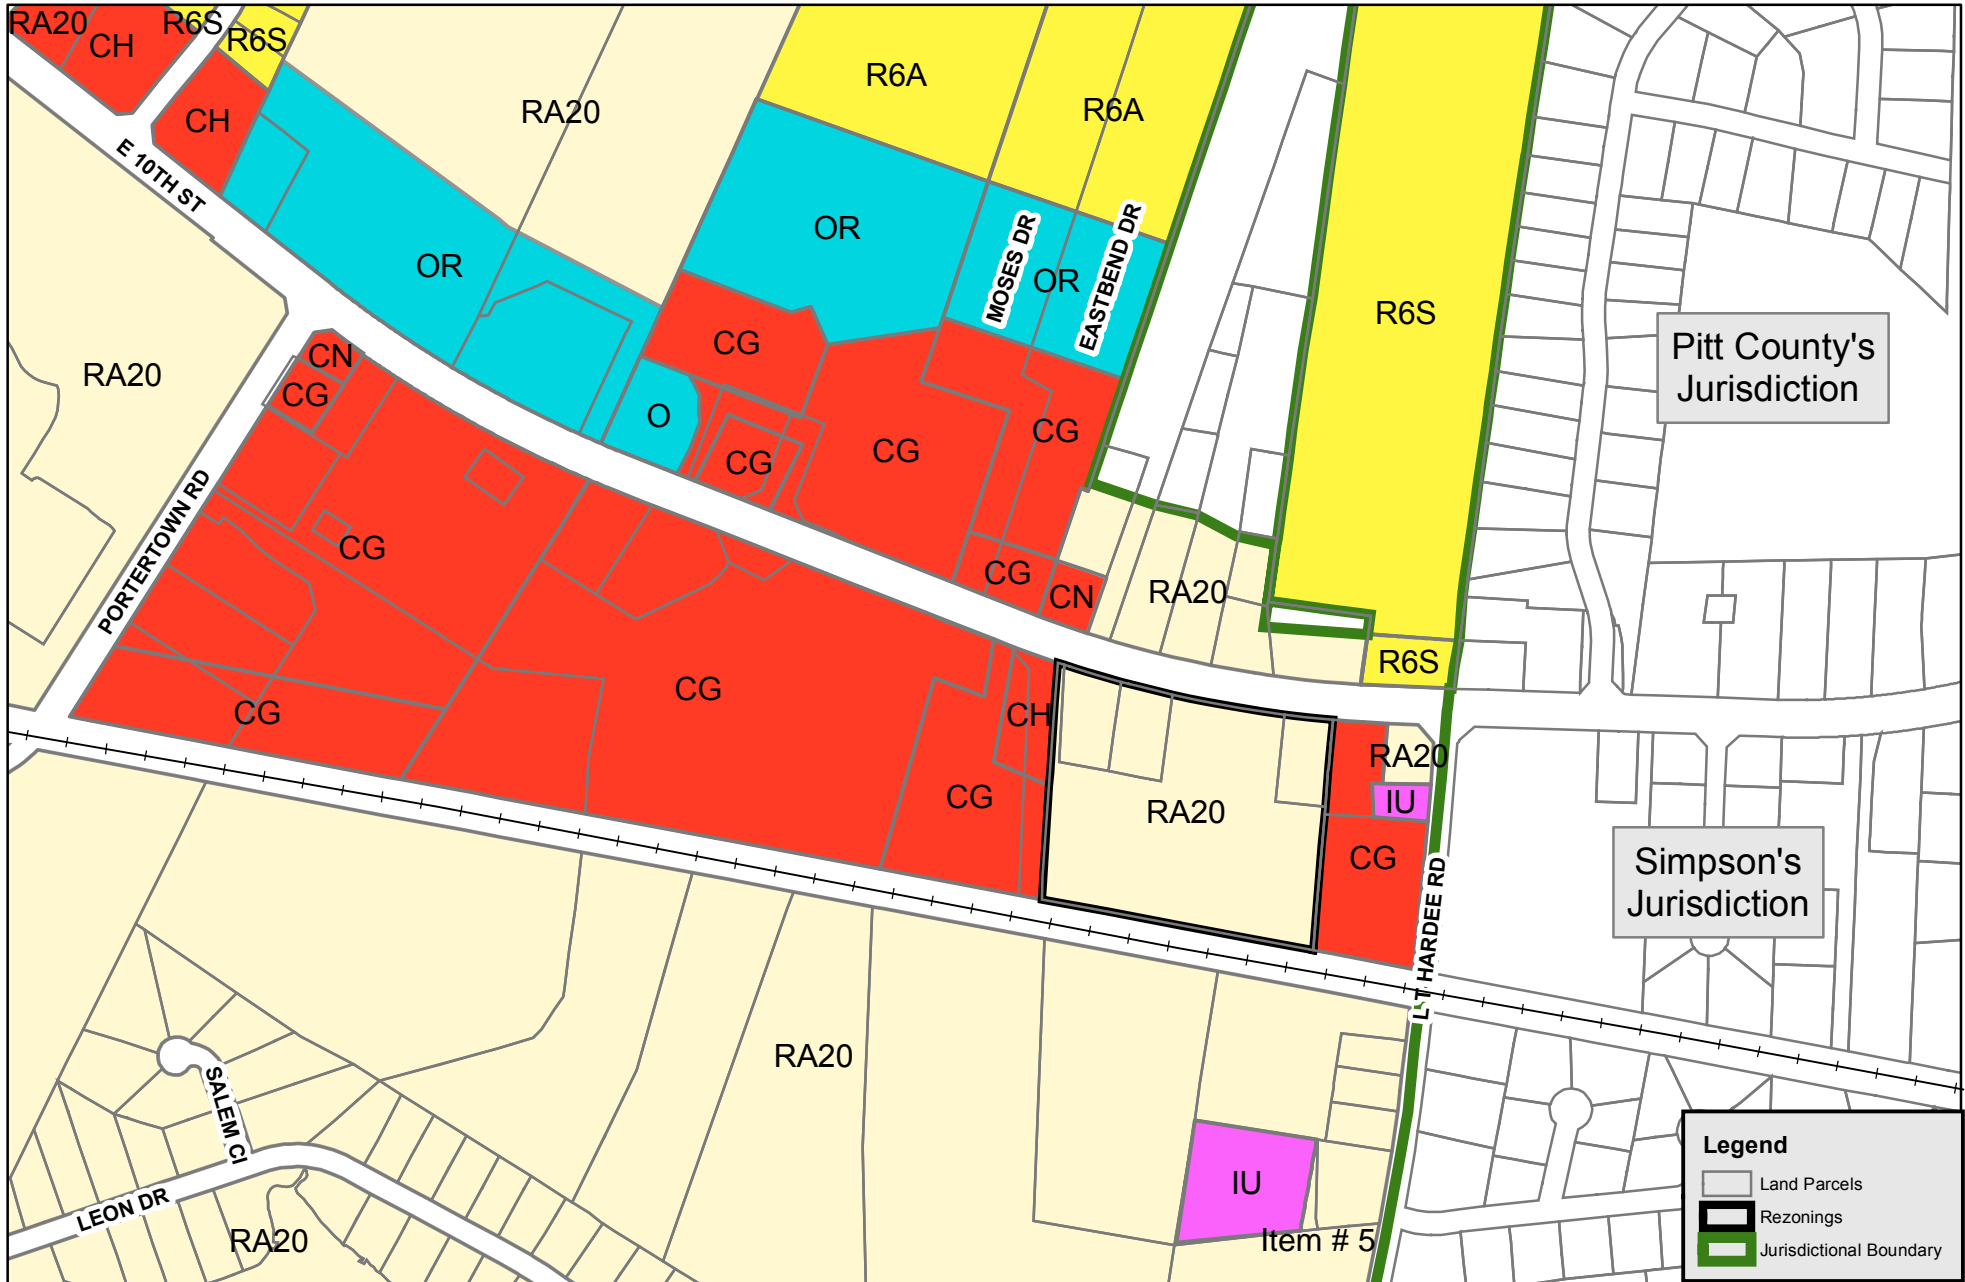 RA20
CH
R6S
R6S
CH
RA20
R6A
R6A
E 10TH ST
OR
OR
MOSES DR
OR
EASTBEND DR
R6S
Pitt County's
Jurisdiction
RA20
CN
CG
CG
O
CG
CG
CG
PORTERTOWN RD
CG
CG
CN
RA20
R6S
CG
CG
CH
CG
RA20
RA20
IU
CG
Simpson's
Jurisdiction
L T HARDEE RD
RA20
SALEM CI
LEON DR
RA20
IU
Item # 5
Legend
Land Parcels
Rezonings
Jurisdictional Boundary